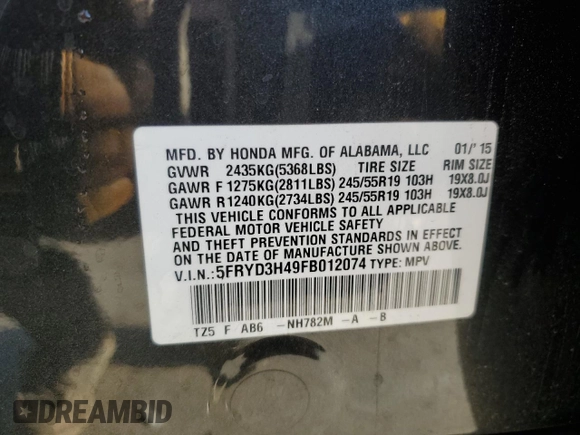 MFD. BY HONDA MFG. OF ALABAMA, LLC 01/'15
GVWR 2435KG(5368LBS) TIRE SIZE RIM SIZE
GAWR F 1275KG(2811LBS) 245/55R19 103H 19X8.0J
GAWR R 1240KG(2734LBS) 245/55R19 103H 19X8.0J
THIS VEHICLE CONFORMS TO ALL APPLICABLE
FEDERAL MOTOR VEHICLE SAFETY
AND THEFT PREVENTION STANDARDS IN EFFECT
ON THE DATE OF MANUFACTURE SHOWN ABOVE.
V.I.N.: 5FRYD3H49FB012074 TYPE: MPV
TZ5 F AB6 -NH782M -A -B
DREAMBID